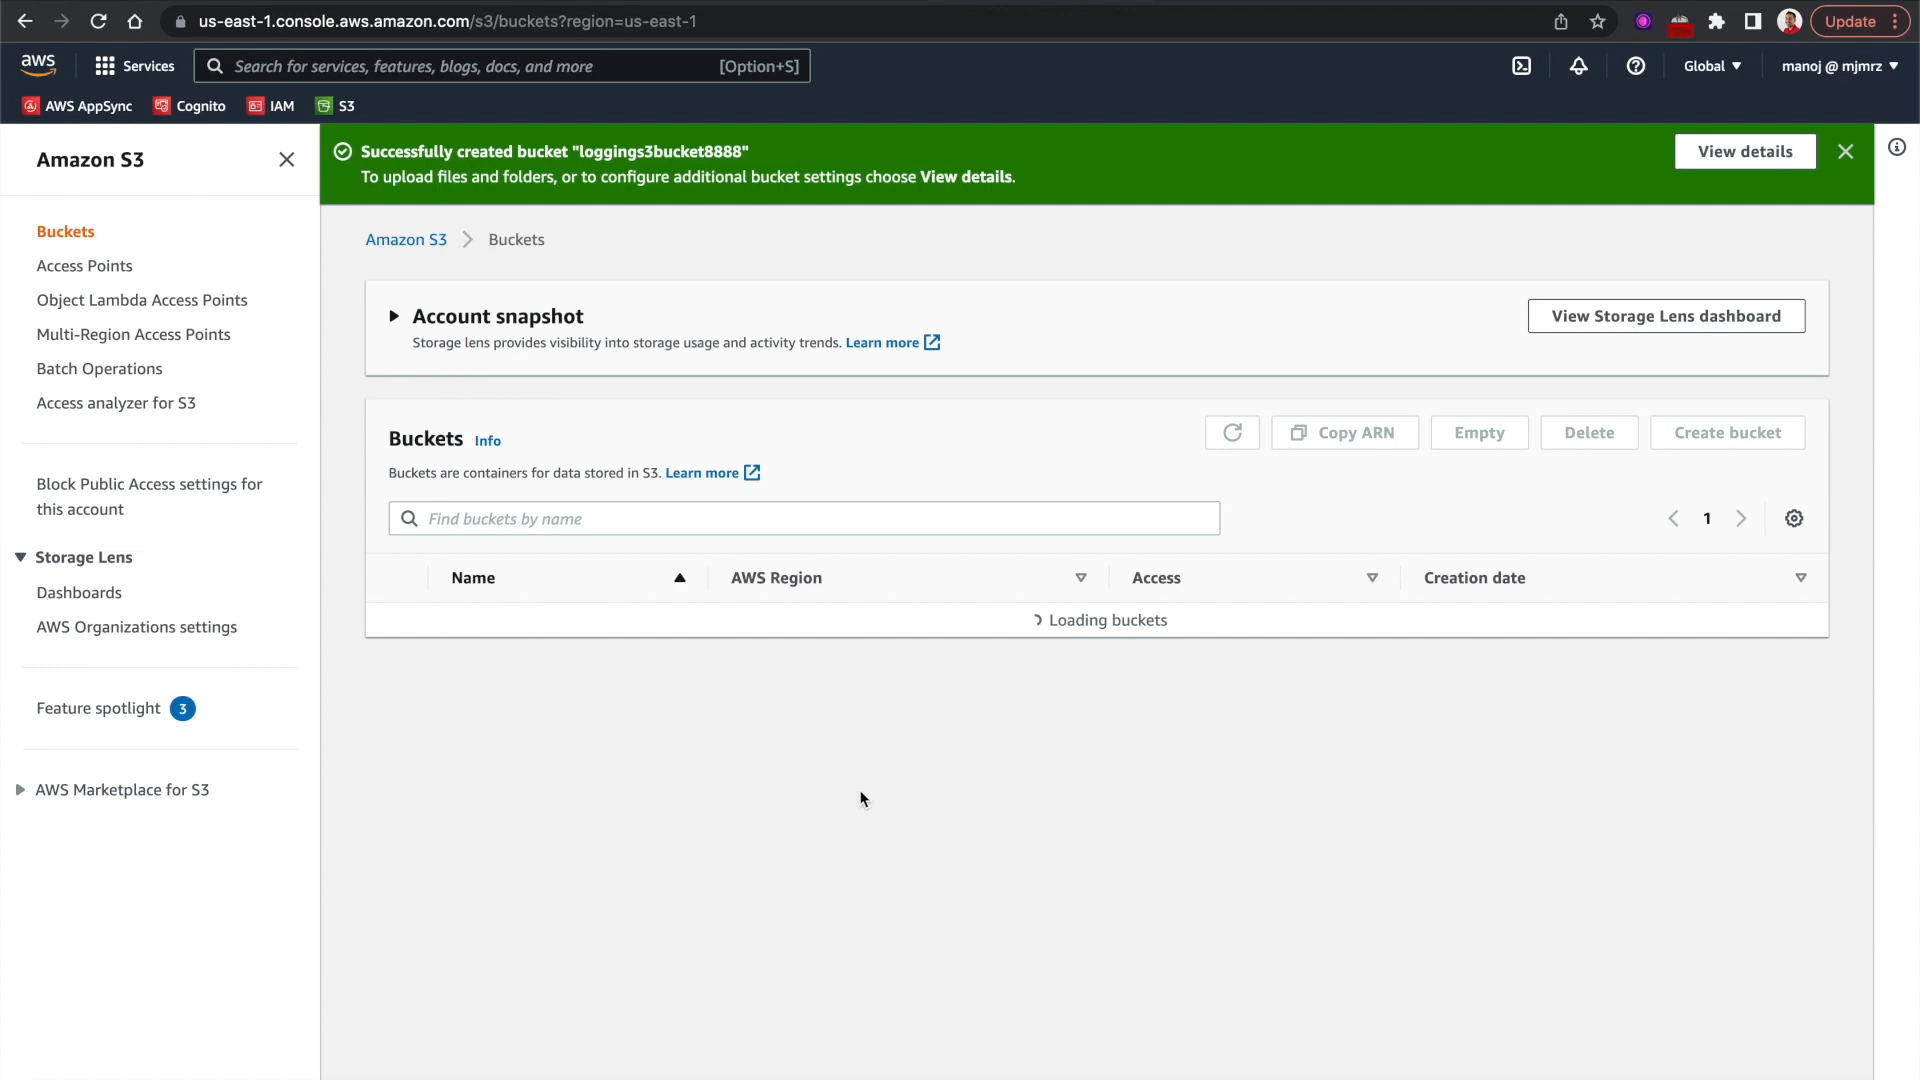 us-east-1.console.aws.amazon.com/s3/buckets?region=us-east-1
Update
aws
Services
Search for services, features, blogs, docs, and more
[Option+S]
Global
manoj @ mjmrz
AWS AppSync
Cognito
IAM
S3
Amazon S3
Successfully created bucket "loggings3bucket8888"
To upload files and folders, or to configure additional bucket settings choose View details.
View details
Buckets
Access Points
Object Lambda Access Points
Multi-Region Access Points
Batch Operations
Access analyzer for S3
Block Public Access settings for
this account
Storage Lens
Dashboards
AWS Organizations settings
Feature spotlight 3
AWS Marketplace for S3
Amazon S3
Buckets
Account snapshot
Storage lens provides visibility into storage usage and activity trends. Learn more
View Storage Lens dashboard
Buckets Info
Buckets are containers for data stored in S3. Learn more
Copy ARN
Empty
Delete
Create bucket
Find buckets by name
1
Name
AWS Region
Access
Creation date
Loading buckets